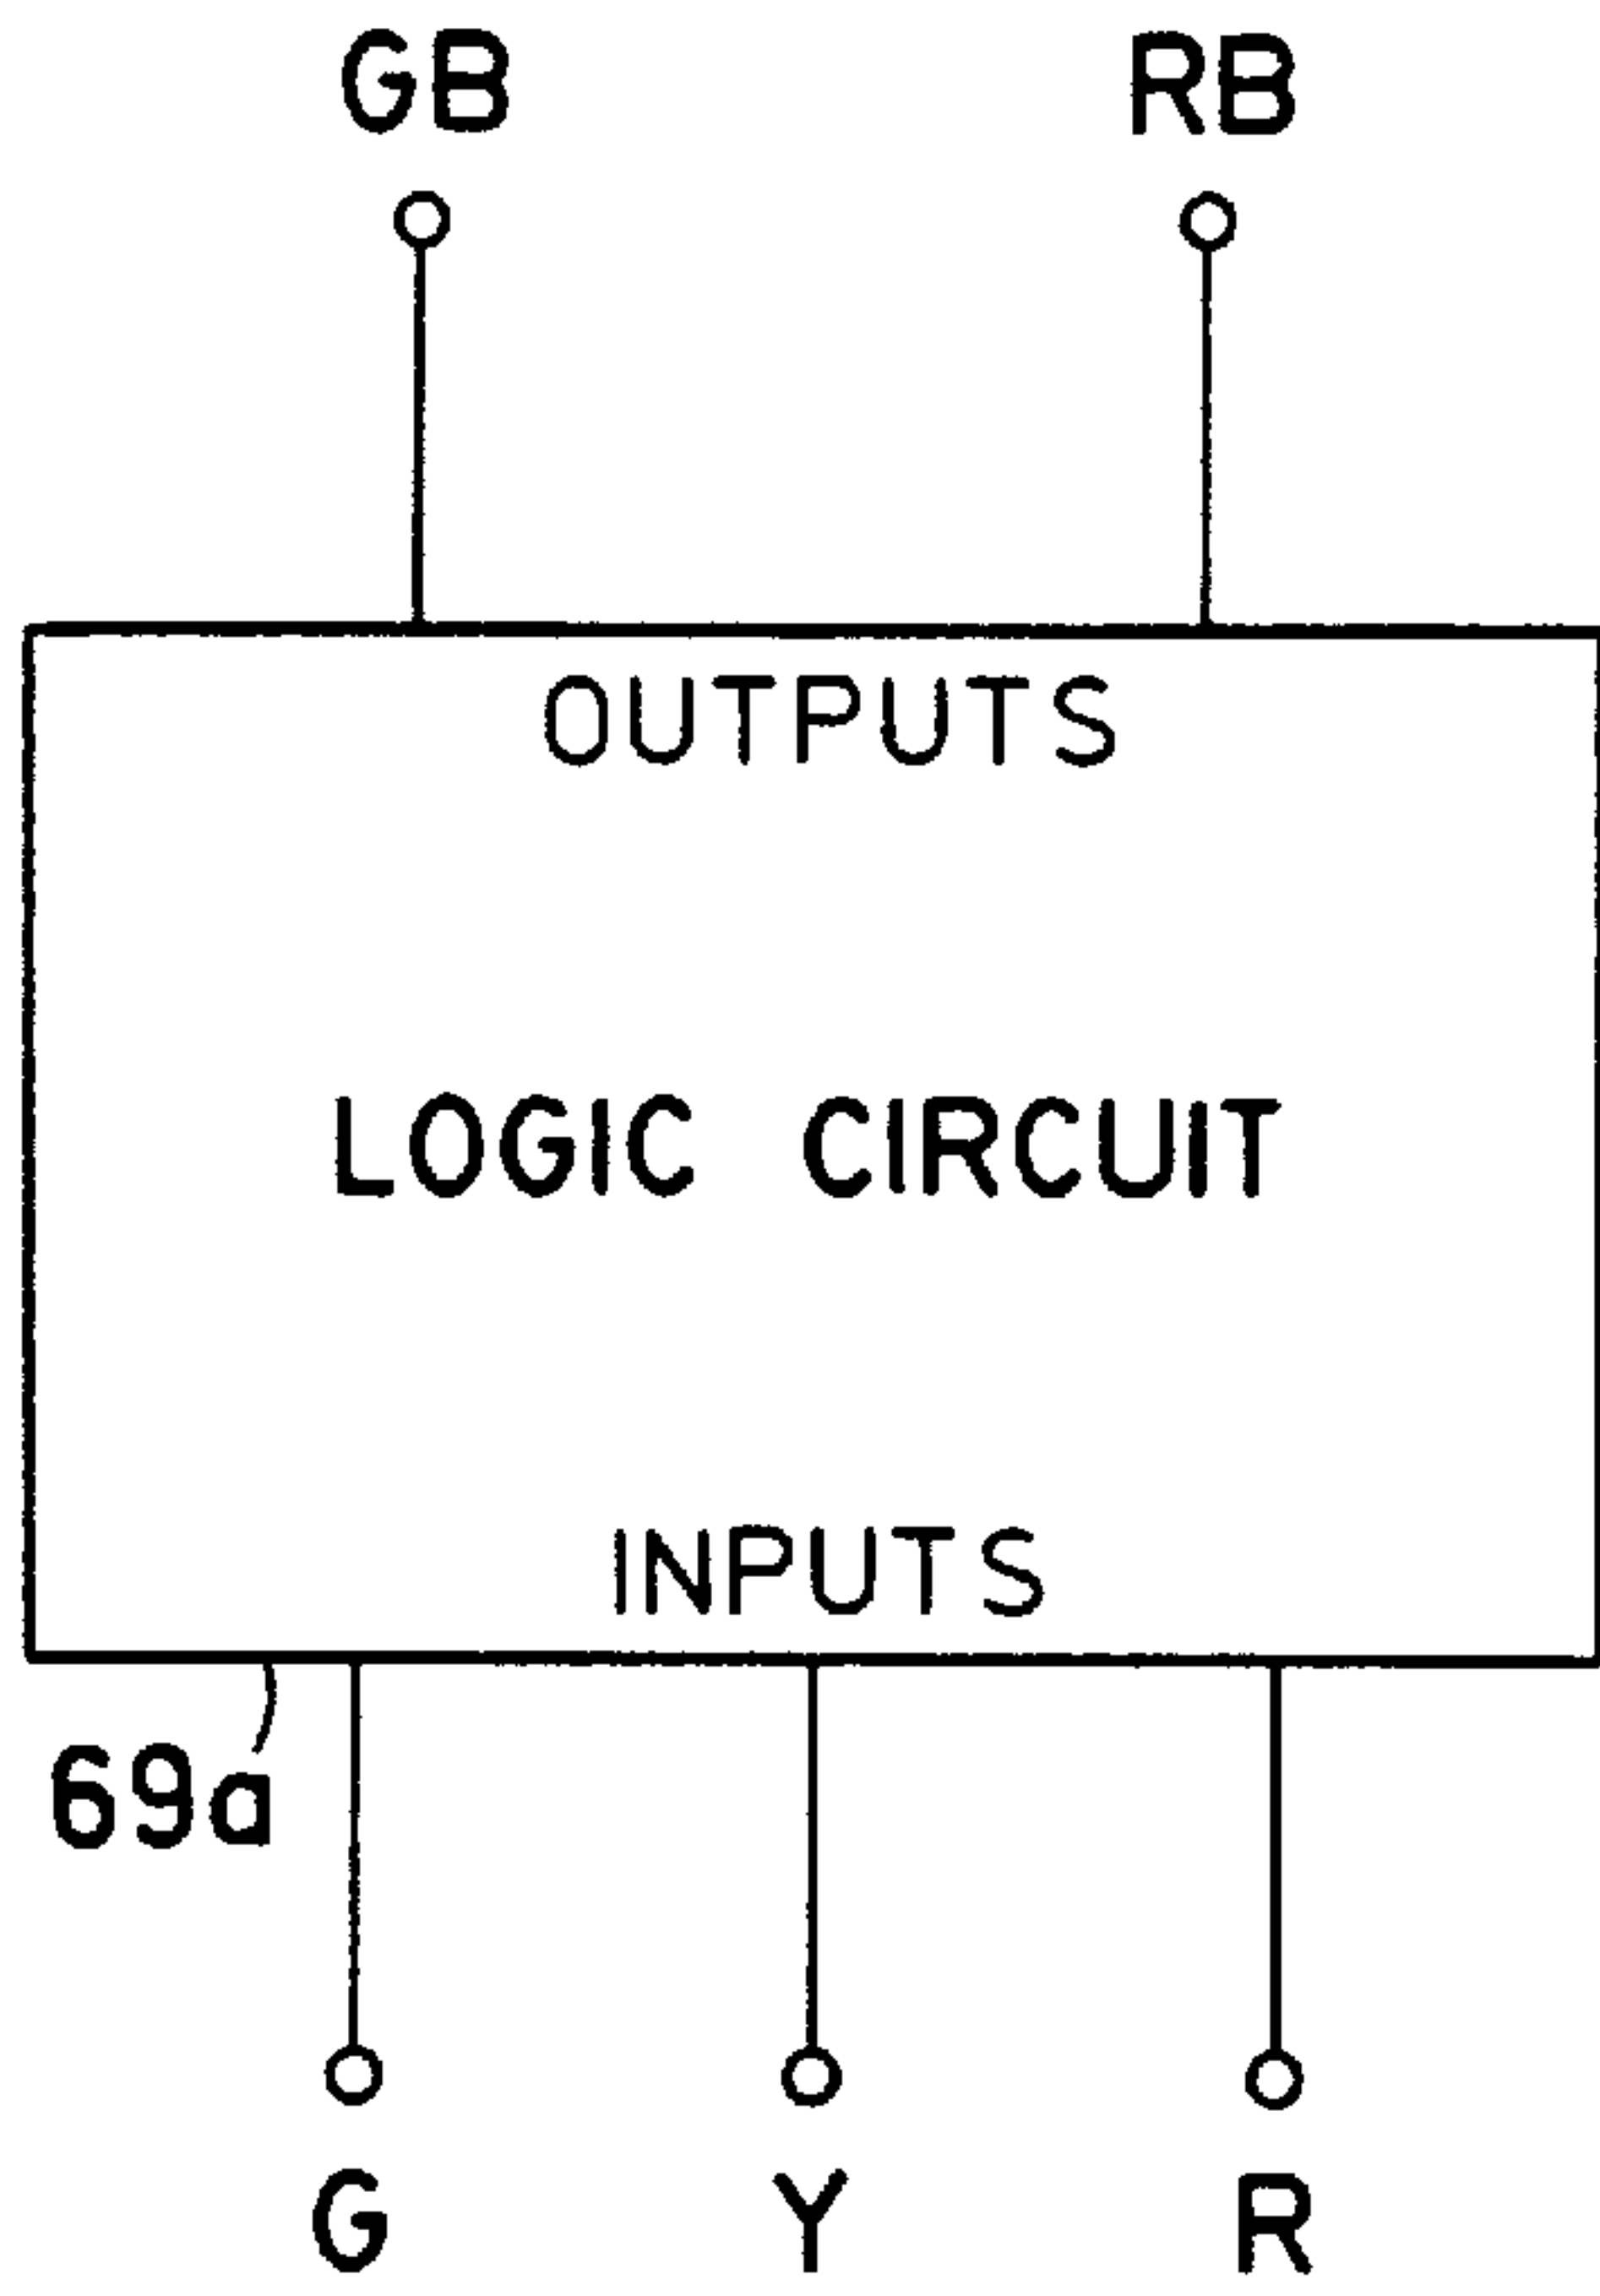 GB RB
OUTPUTS
LOGIC CIRCUIT
INPUTS
69a
G Y R